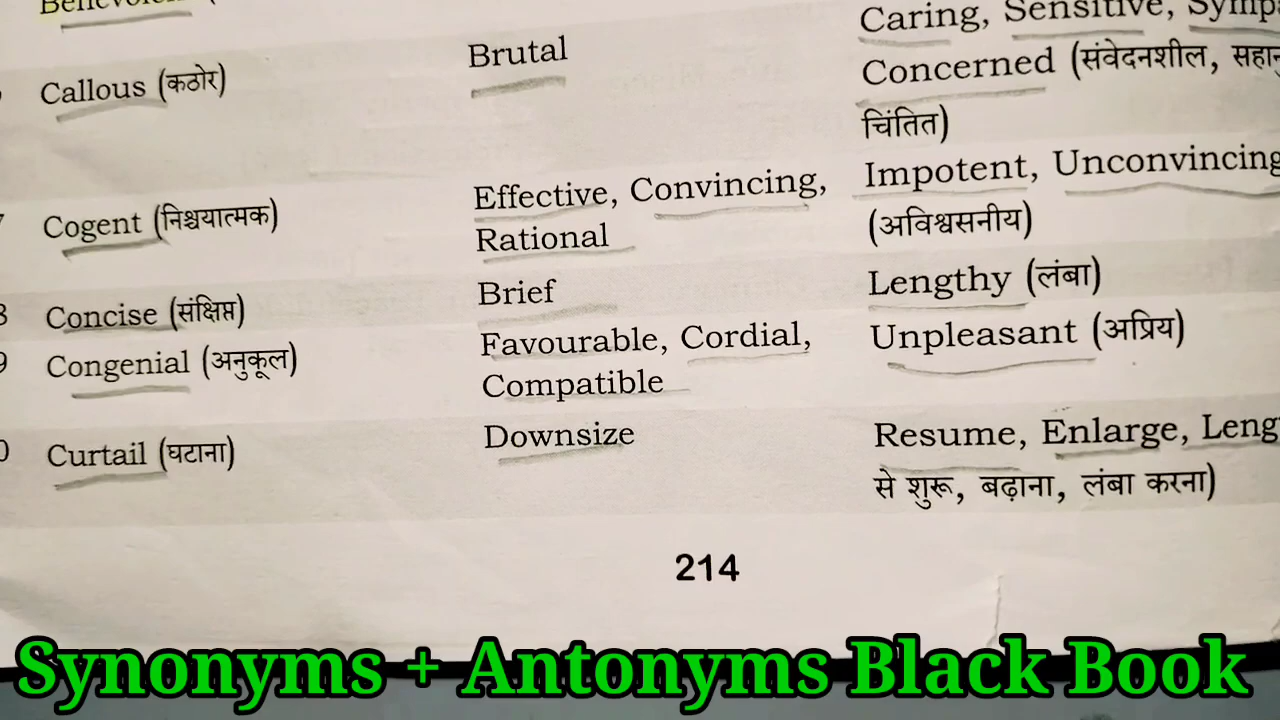 Caring, Sensitive,
Callous (कठोर) Brutal Concerned (संवेदनशील,
चिंतित)
Cogent (निश्चयात्मक) Effective, Convincing, Impotent, Unconvincing
Rational (अविश्वसनीय)
Concise (संक्षिप्त) Brief Lengthy (लंबा)
Congenial (अनुकूल) Favourable, Cordial, Unpleasant (अप्रिय)
Compatible
Curtail (घटाना) Downsize Resume, Enlarge,
से शुरू, बढ़ाना, लंबा करना)
214
Synonyms + Antonyms Black Book